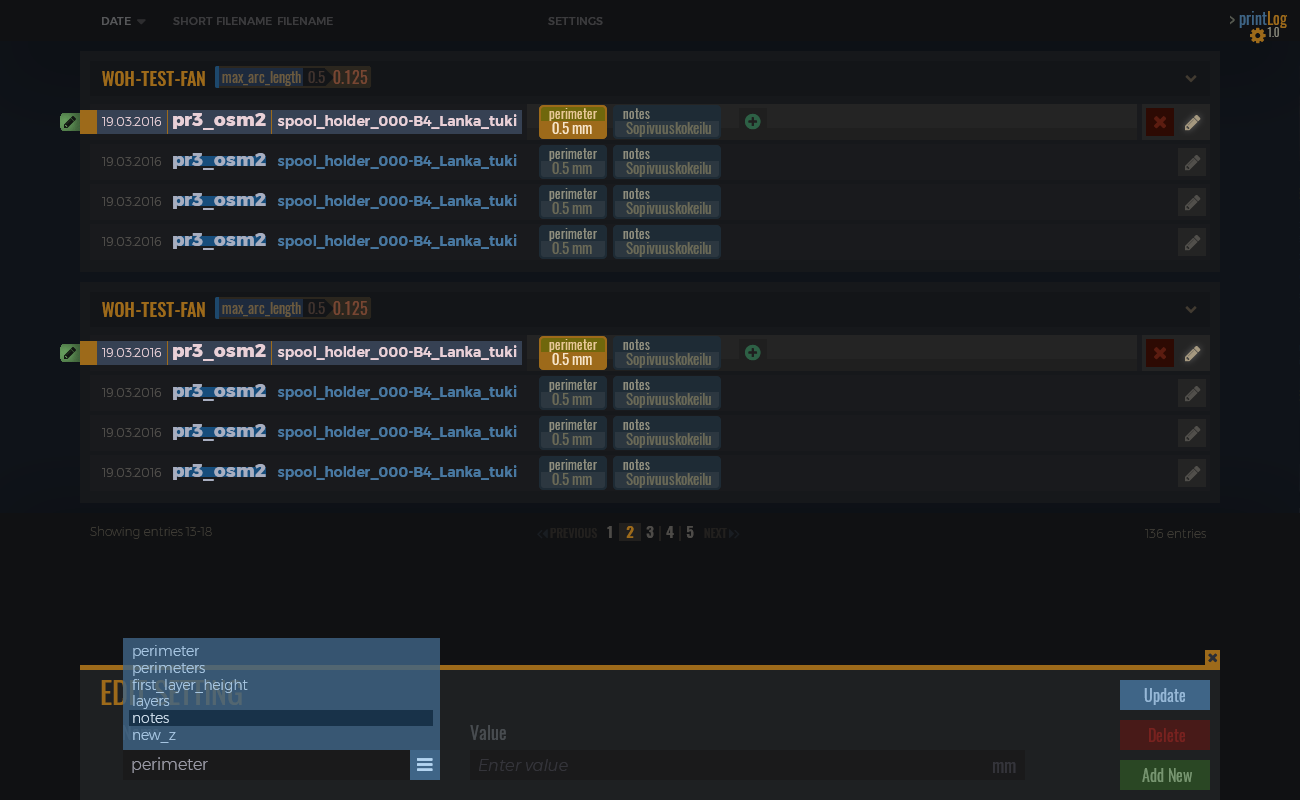 DATE SHORT FILENAME FILENAME SETTINGS
> printLog
1.0
WOH-TEST-FAN max_arc_length 0.5 0.125
19.03.2016 pr3_osm2 spool_holder_000-B4_Lanka_tuki perimeter 0.5 mm notes Sopivuuskokeilu
19.03.2016 pr3_osm2 spool_holder_000-B4_Lanka_tuki perimeter 0.5 mm notes Sopivuuskokeilu
19.03.2016 pr3_osm2 spool_holder_000-B4_Lanka_tuki perimeter 0.5 mm notes Sopivuuskokeilu
19.03.2016 pr3_osm2 spool_holder_000-B4_Lanka_tuki perimeter 0.5 mm notes Sopivuuskokeilu
WOH-TEST-FAN max_arc_length 0.5 0.125
19.03.2016 pr3_osm2 spool_holder_000-B4_Lanka_tuki perimeter 0.5 mm notes Sopivuuskokeilu
19.03.2016 pr3_osm2 spool_holder_000-B4_Lanka_tuki perimeter 0.5 mm notes Sopivuuskokeilu
19.03.2016 pr3_osm2 spool_holder_000-B4_Lanka_tuki perimeter 0.5 mm notes Sopivuuskokeilu
19.03.2016 pr3_osm2 spool_holder_000-B4_Lanka_tuki perimeter 0.5 mm notes Sopivuuskokeilu
Showing entries 13-18 PREVIOUS 1 2 3 | 4 | 5 NEXT 136 entries
EDIT SETTING
perimeter
perimeters
first_layer_height
layers
notes
new_z
perimeter
Value
Enter value mm
Update
Delete
Add New